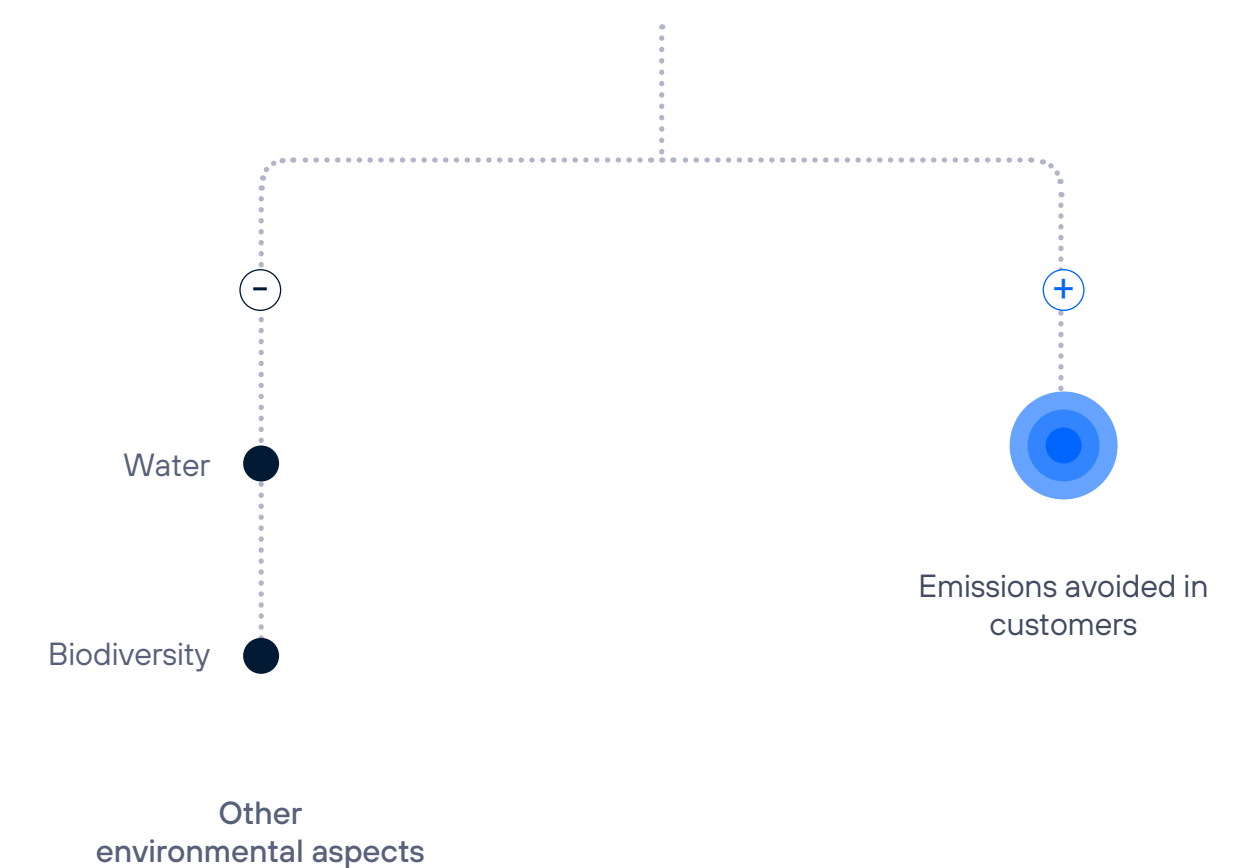 -
+
Water
Biodiversity
Other
environmental aspects
Emissions avoided in
customers